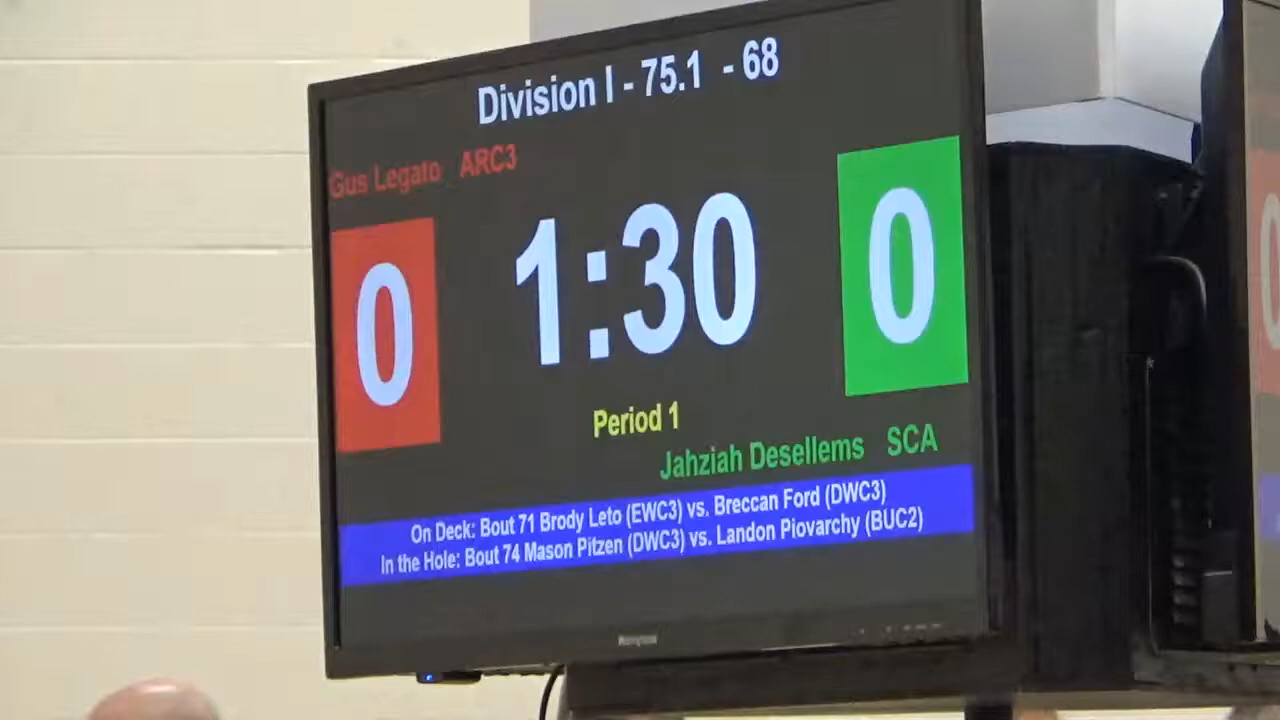 Division I - 75.1 - 68
Gus Legato ARC3
0
1:30
0
Period 1
Jahziah Desellems SCA
On Deck: Bout 71 Brody Leto (EWC3) vs. Breccan Ford (DWC3)
In the Hole: Bout 74 Mason Pitzen (DWC3) vs. Landon Piovarchy (BUC2)